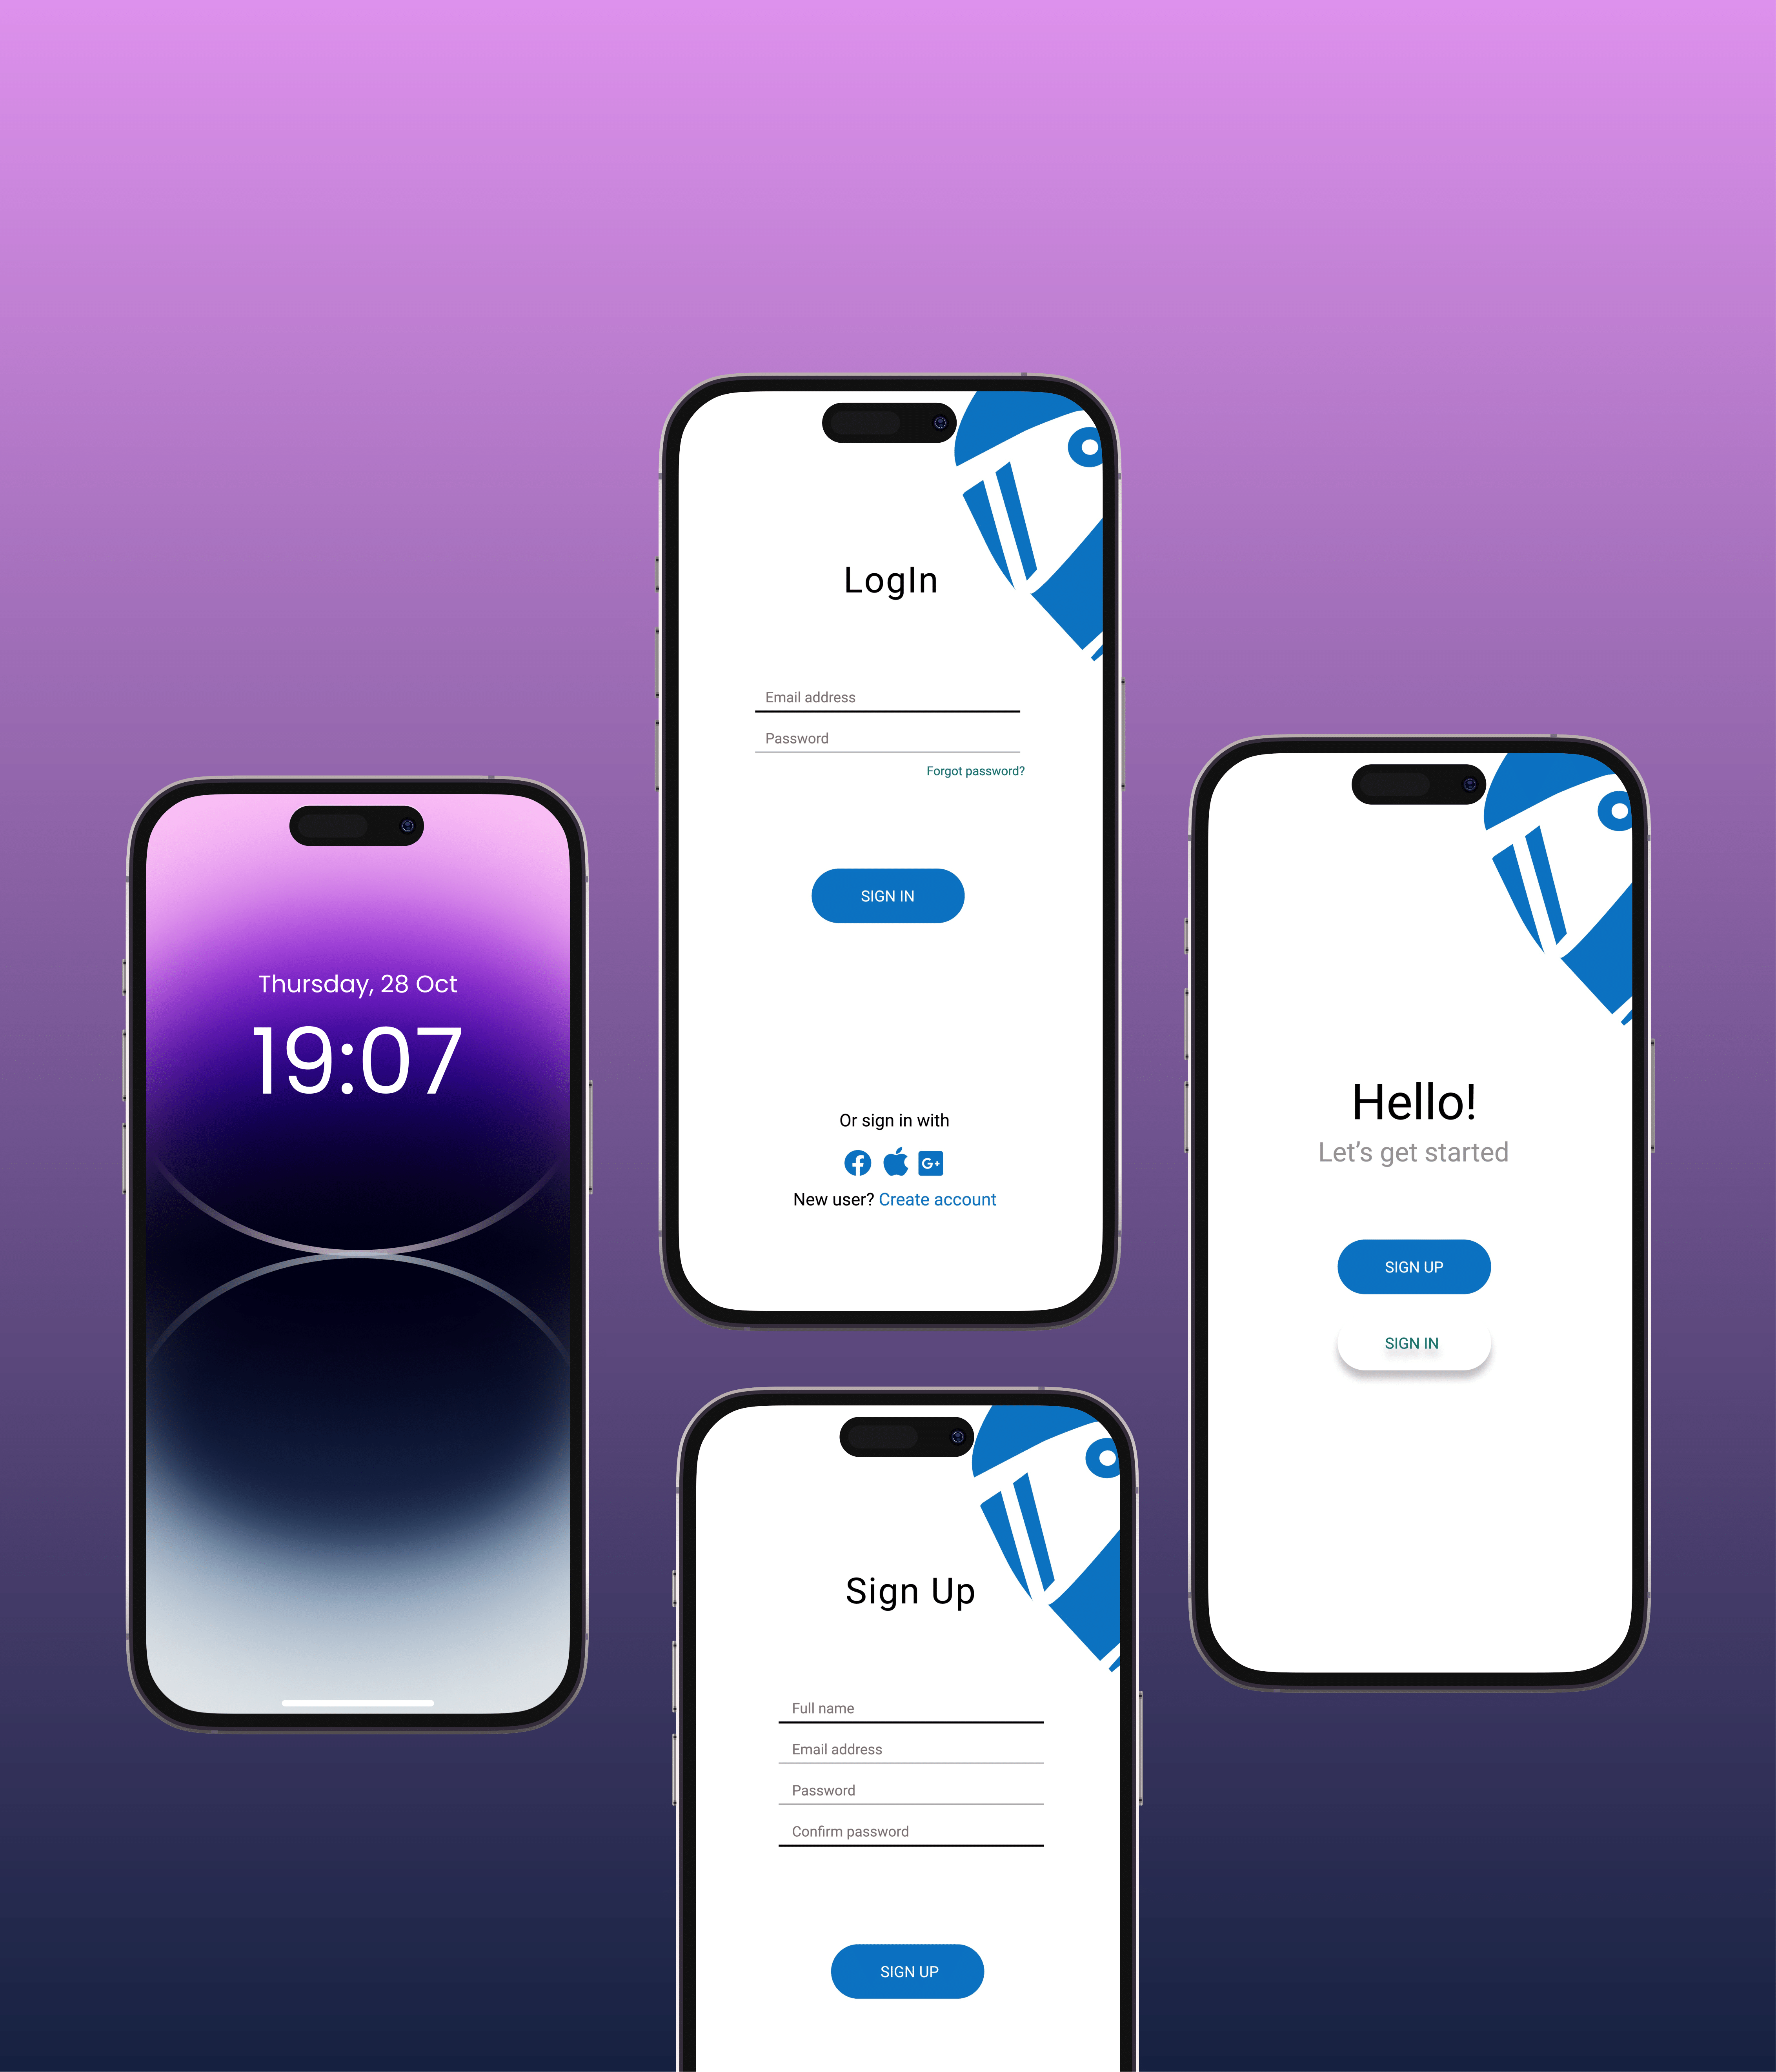 LogIn
Email address
Password
Forgot password?
SIGN IN
Or sign in with
G+
New user? Create account
Thursday, 28 Oct
19:07
Hello!
Let’s get started
SIGN UP
SIGN IN
Sign Up
Full name
Email address
Password
Confirm password
SIGN UP